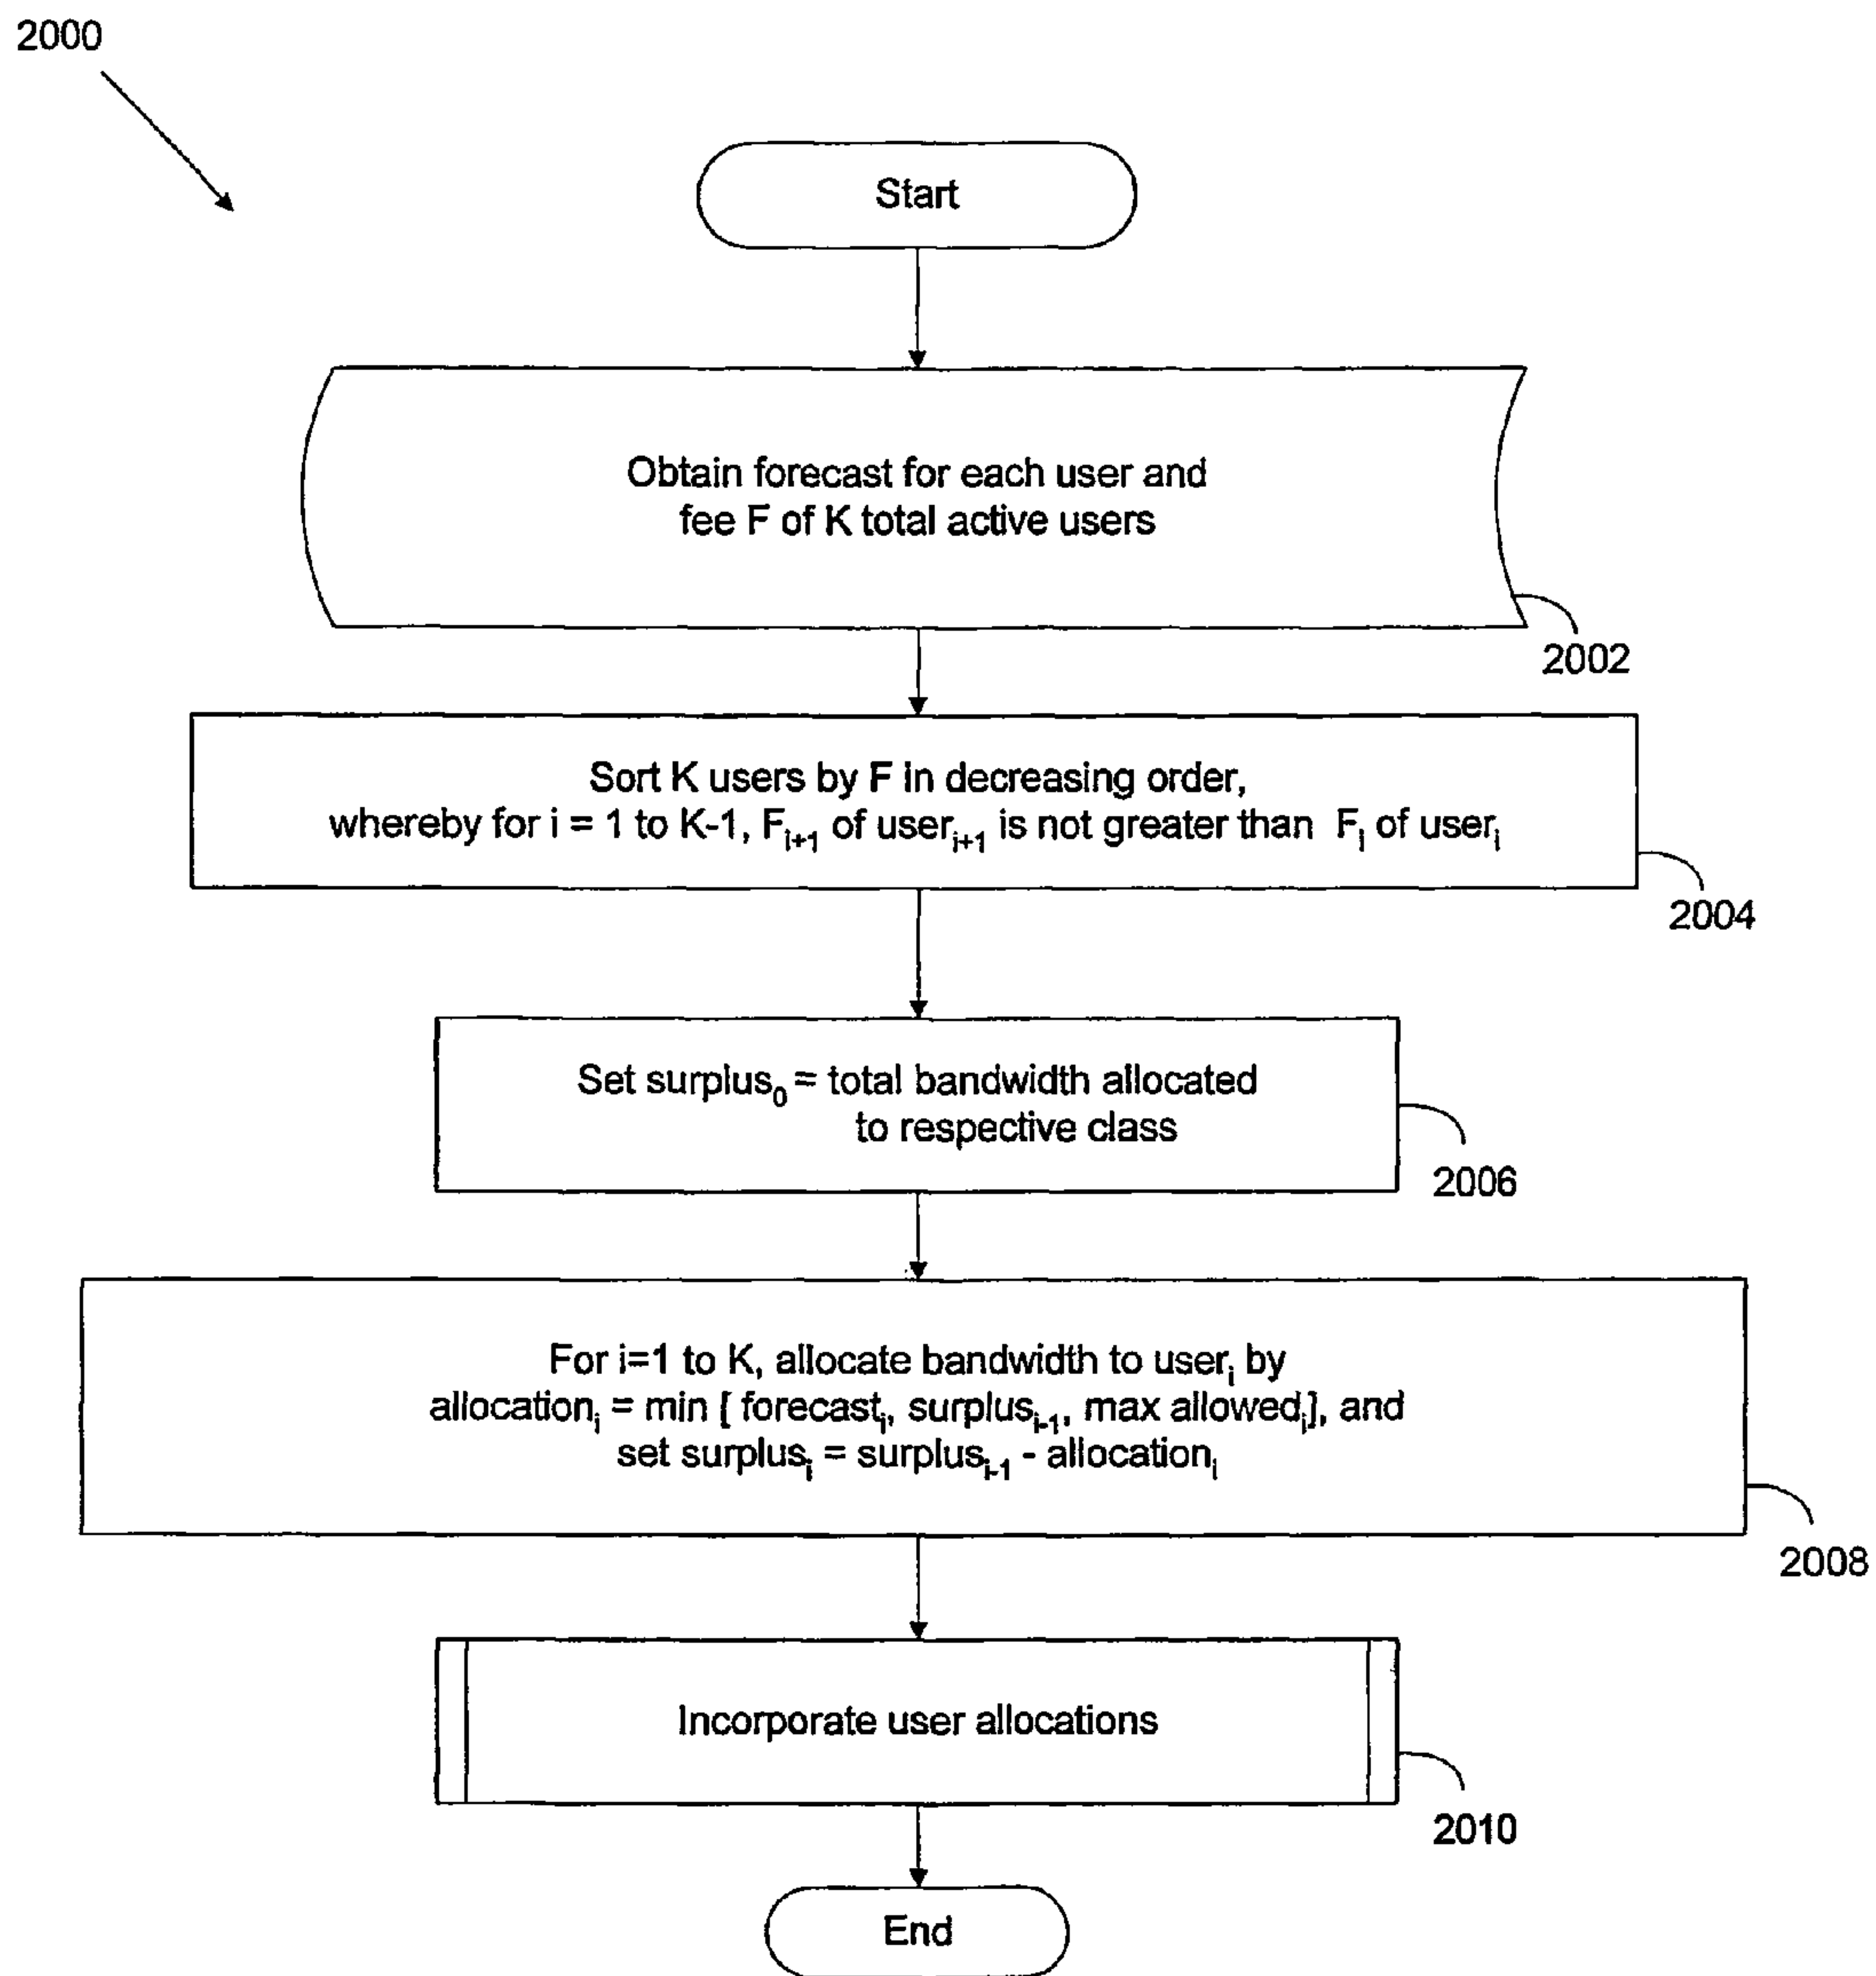 2000
Start
Obtain forecast for each user and
fee F of K total active users
2002
Sort K users by F in decreasing order,
whereby for i = 1 to K-1, Fᵢ₊₁ of userᵢ₊₁ is not greater than Fᵢ of userᵢ
2004
Set surplus₀ = total bandwidth allocated
to respective class
2006
For i=1 to K, allocate bandwidth to userᵢ by
allocationᵢ = min [ forecastᵢ, surplusᵢ₋₁, max allowedᵢ], and
set surplusᵢ = surplusᵢ₋₁ - allocationᵢ
2008
Incorporate user allocations
2010
End